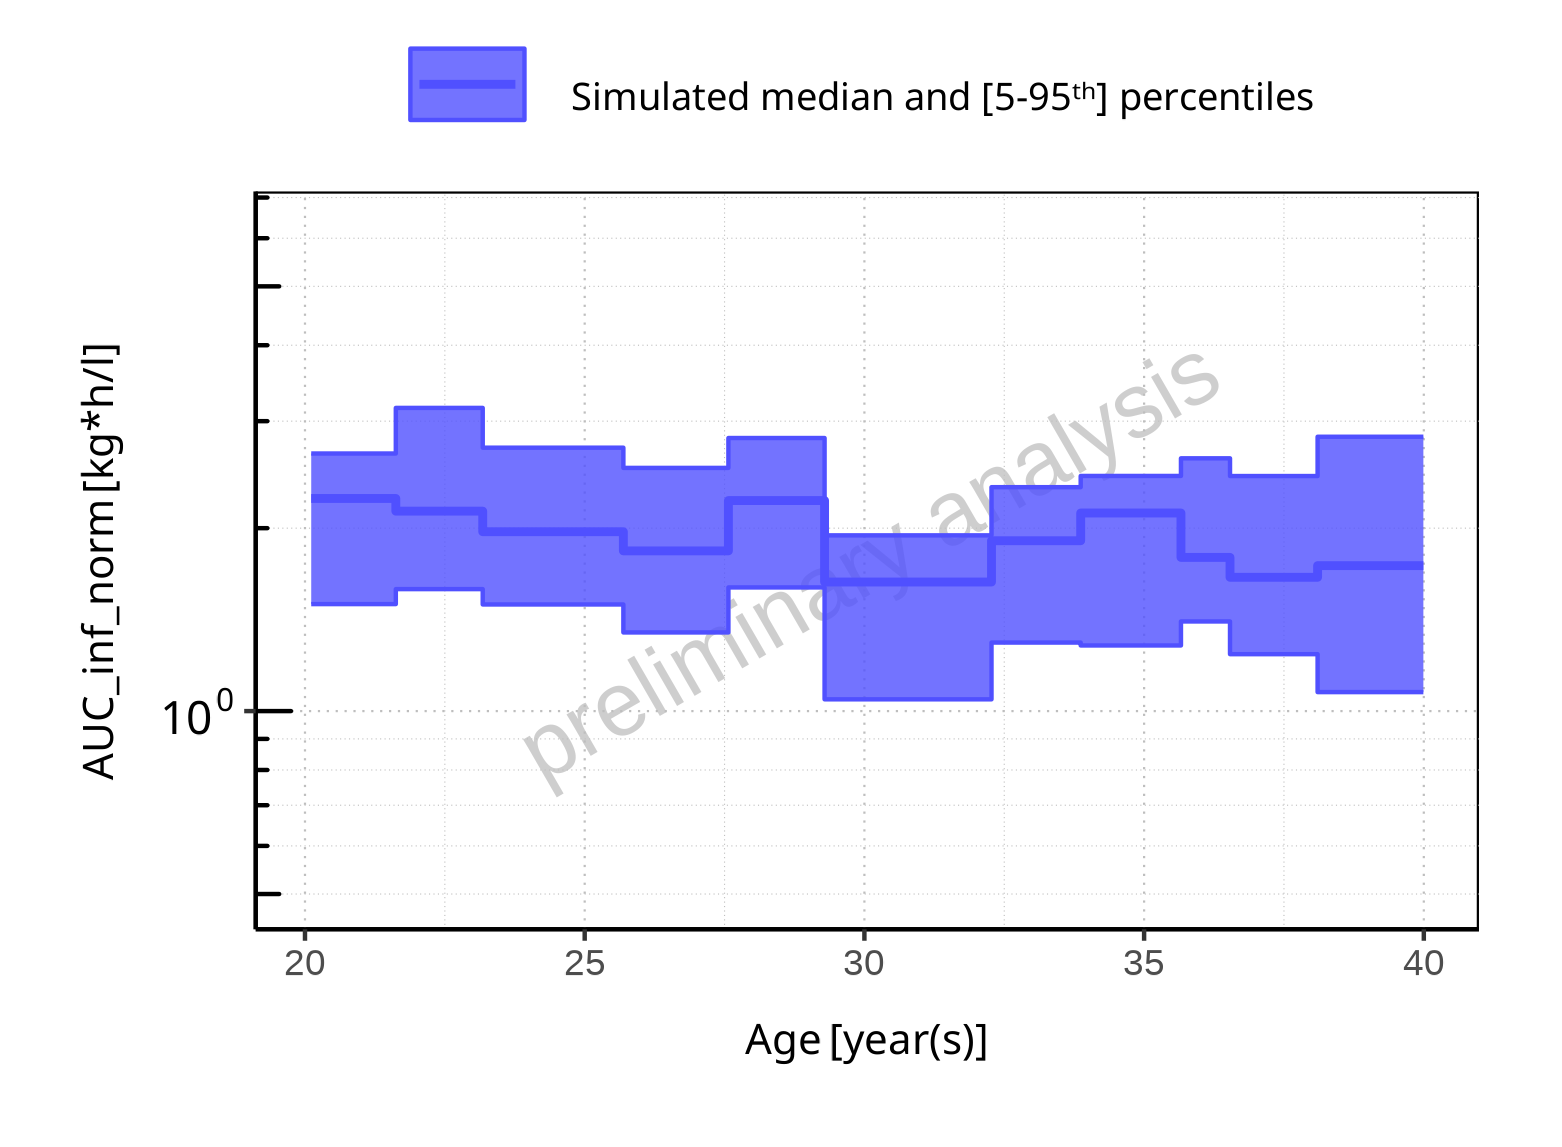 Simulated median and [5-95ᵗʰ] percentiles
AUC_inf_norm [kg*h/l]
10⁰
preliminary analysis
20 25 30 35 40
Age [year(s)]